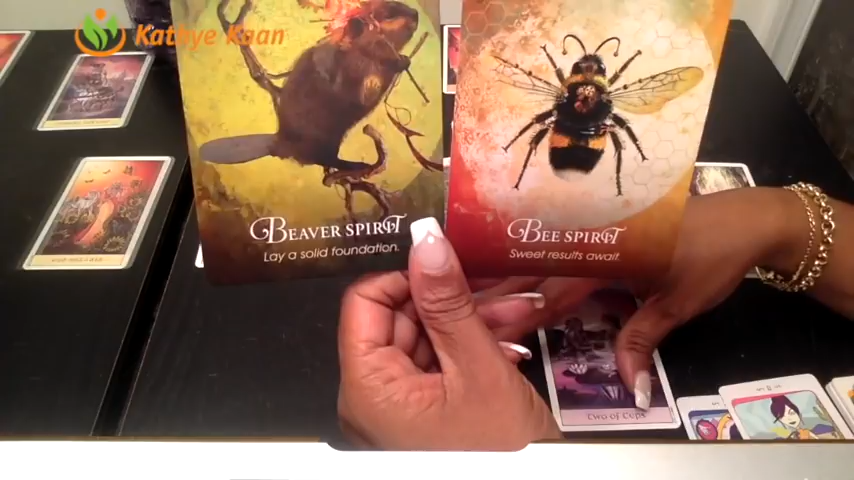 Kathye Kaan
BEAVER SPIRIT
Lay a solid foundation.
BEE SPIRIT
Sweet results await.
TWO OF CUPS